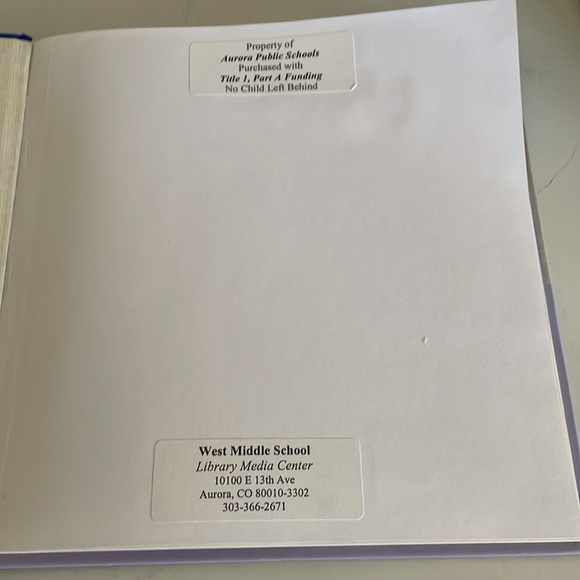 Property of
Aurora Public Schools
Purchased with
Title 1, Part A Funding
No Child Left Behind
West Middle School
Library Media Center
10100 E 13th Ave
Aurora, CO 80010-3302
303-366-2671